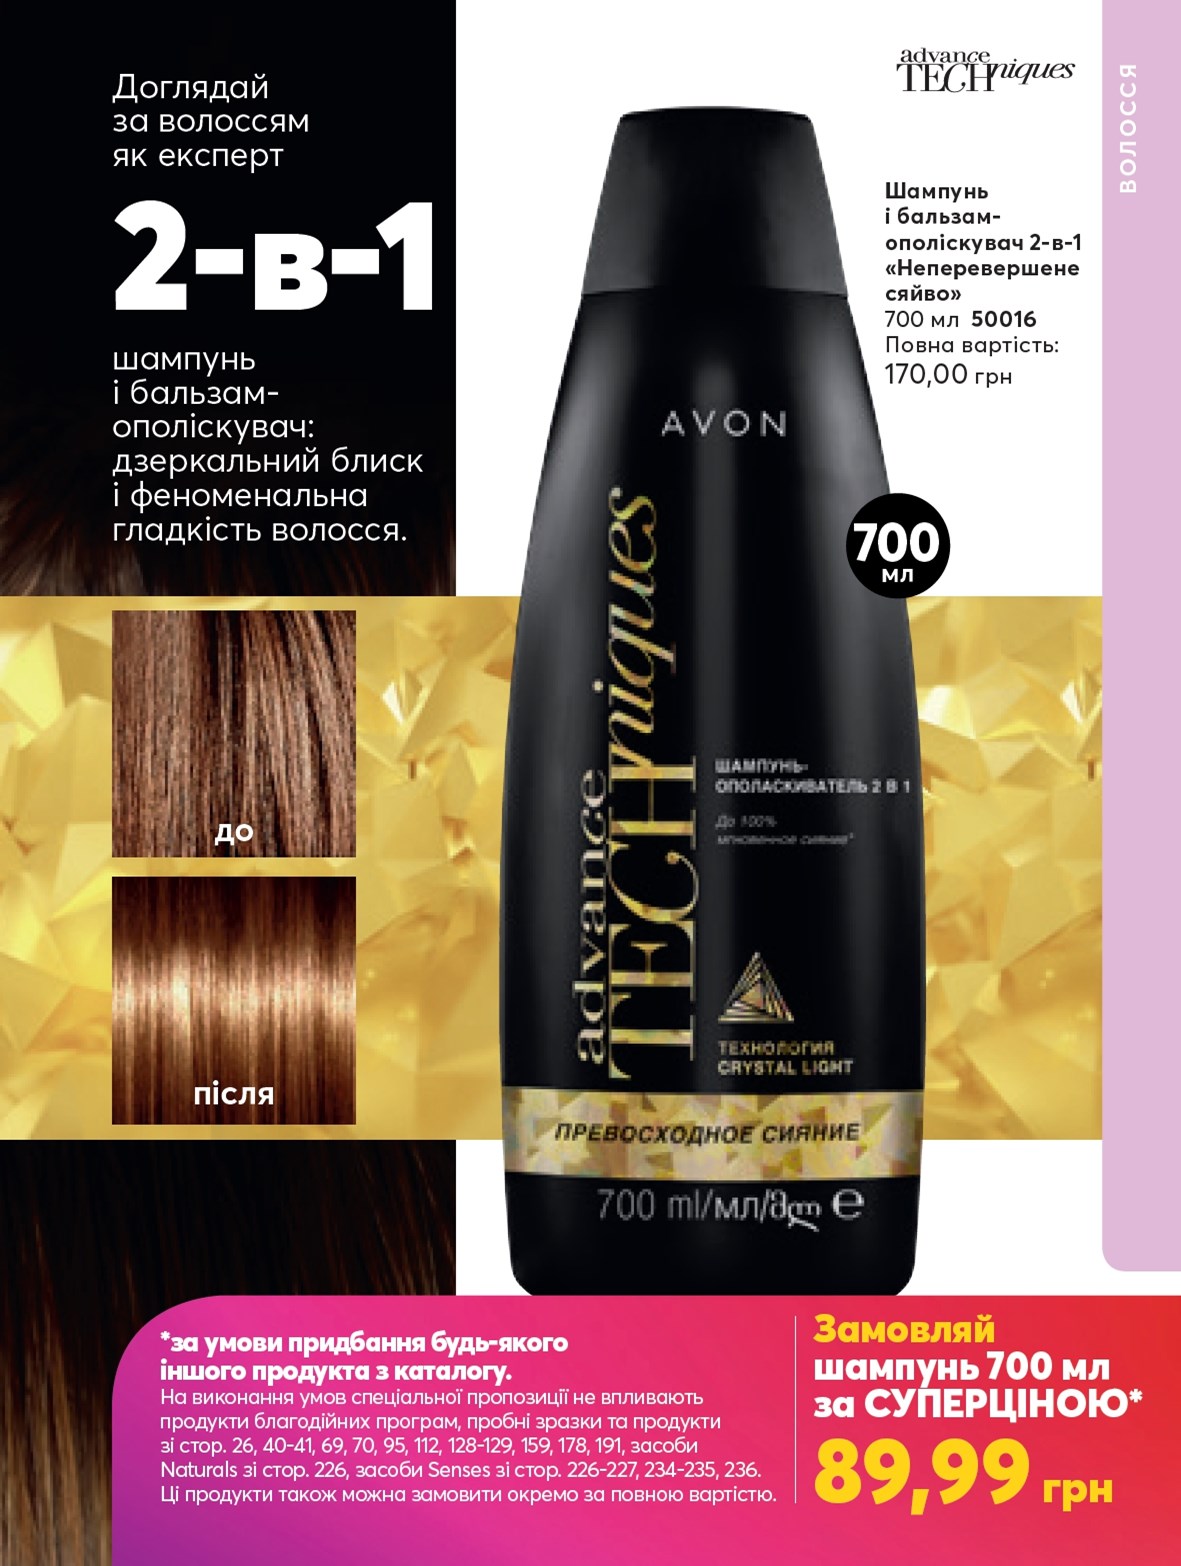 Доглядай
за волоссям
як експерт
2-в-1
шампунь
і бальзам-
ополіскувач:
дзеркальний блиск
і феноменальна
гладкість волосся.
до
після
advance
TECHniques
ВОЛОССЯ
Шампунь
і бальзам-
ополіскувач 2-в-1
«Неперевершене
сяйво»
700 мл 50016
Повна вартість:
170,00 грн
700
мл
AVON
advance
TECHniques
ШАМПУНЬ-
ОПОЛАСКИВАТЕЛЬ 2 В 1
До 100%
мгновенное сияние*
ТЕХНОЛОГИЯ
CRYSTAL LIGHT
ПРЕВОСХОДНОЕ СИЯНИЕ
700 ml/мл/მლ e
*за умови придбання будь-якого
іншого продукта з каталогу.
На виконання умов спеціальної пропозиції не впливають
продукти благодійних програм, пробні зразки та продукти
зі стор. 26, 40-41, 69, 70, 95, 112, 128-129, 159, 178, 191, засоби
Naturals зі стор. 226, засоби Senses зі стор. 226-227, 234-235, 236.
Ці продукти також можна замовити окремо за повною вартістю.
Замовляй
шампунь 700 мл
за СУПЕРЦІНОЮ*
89,99 грн